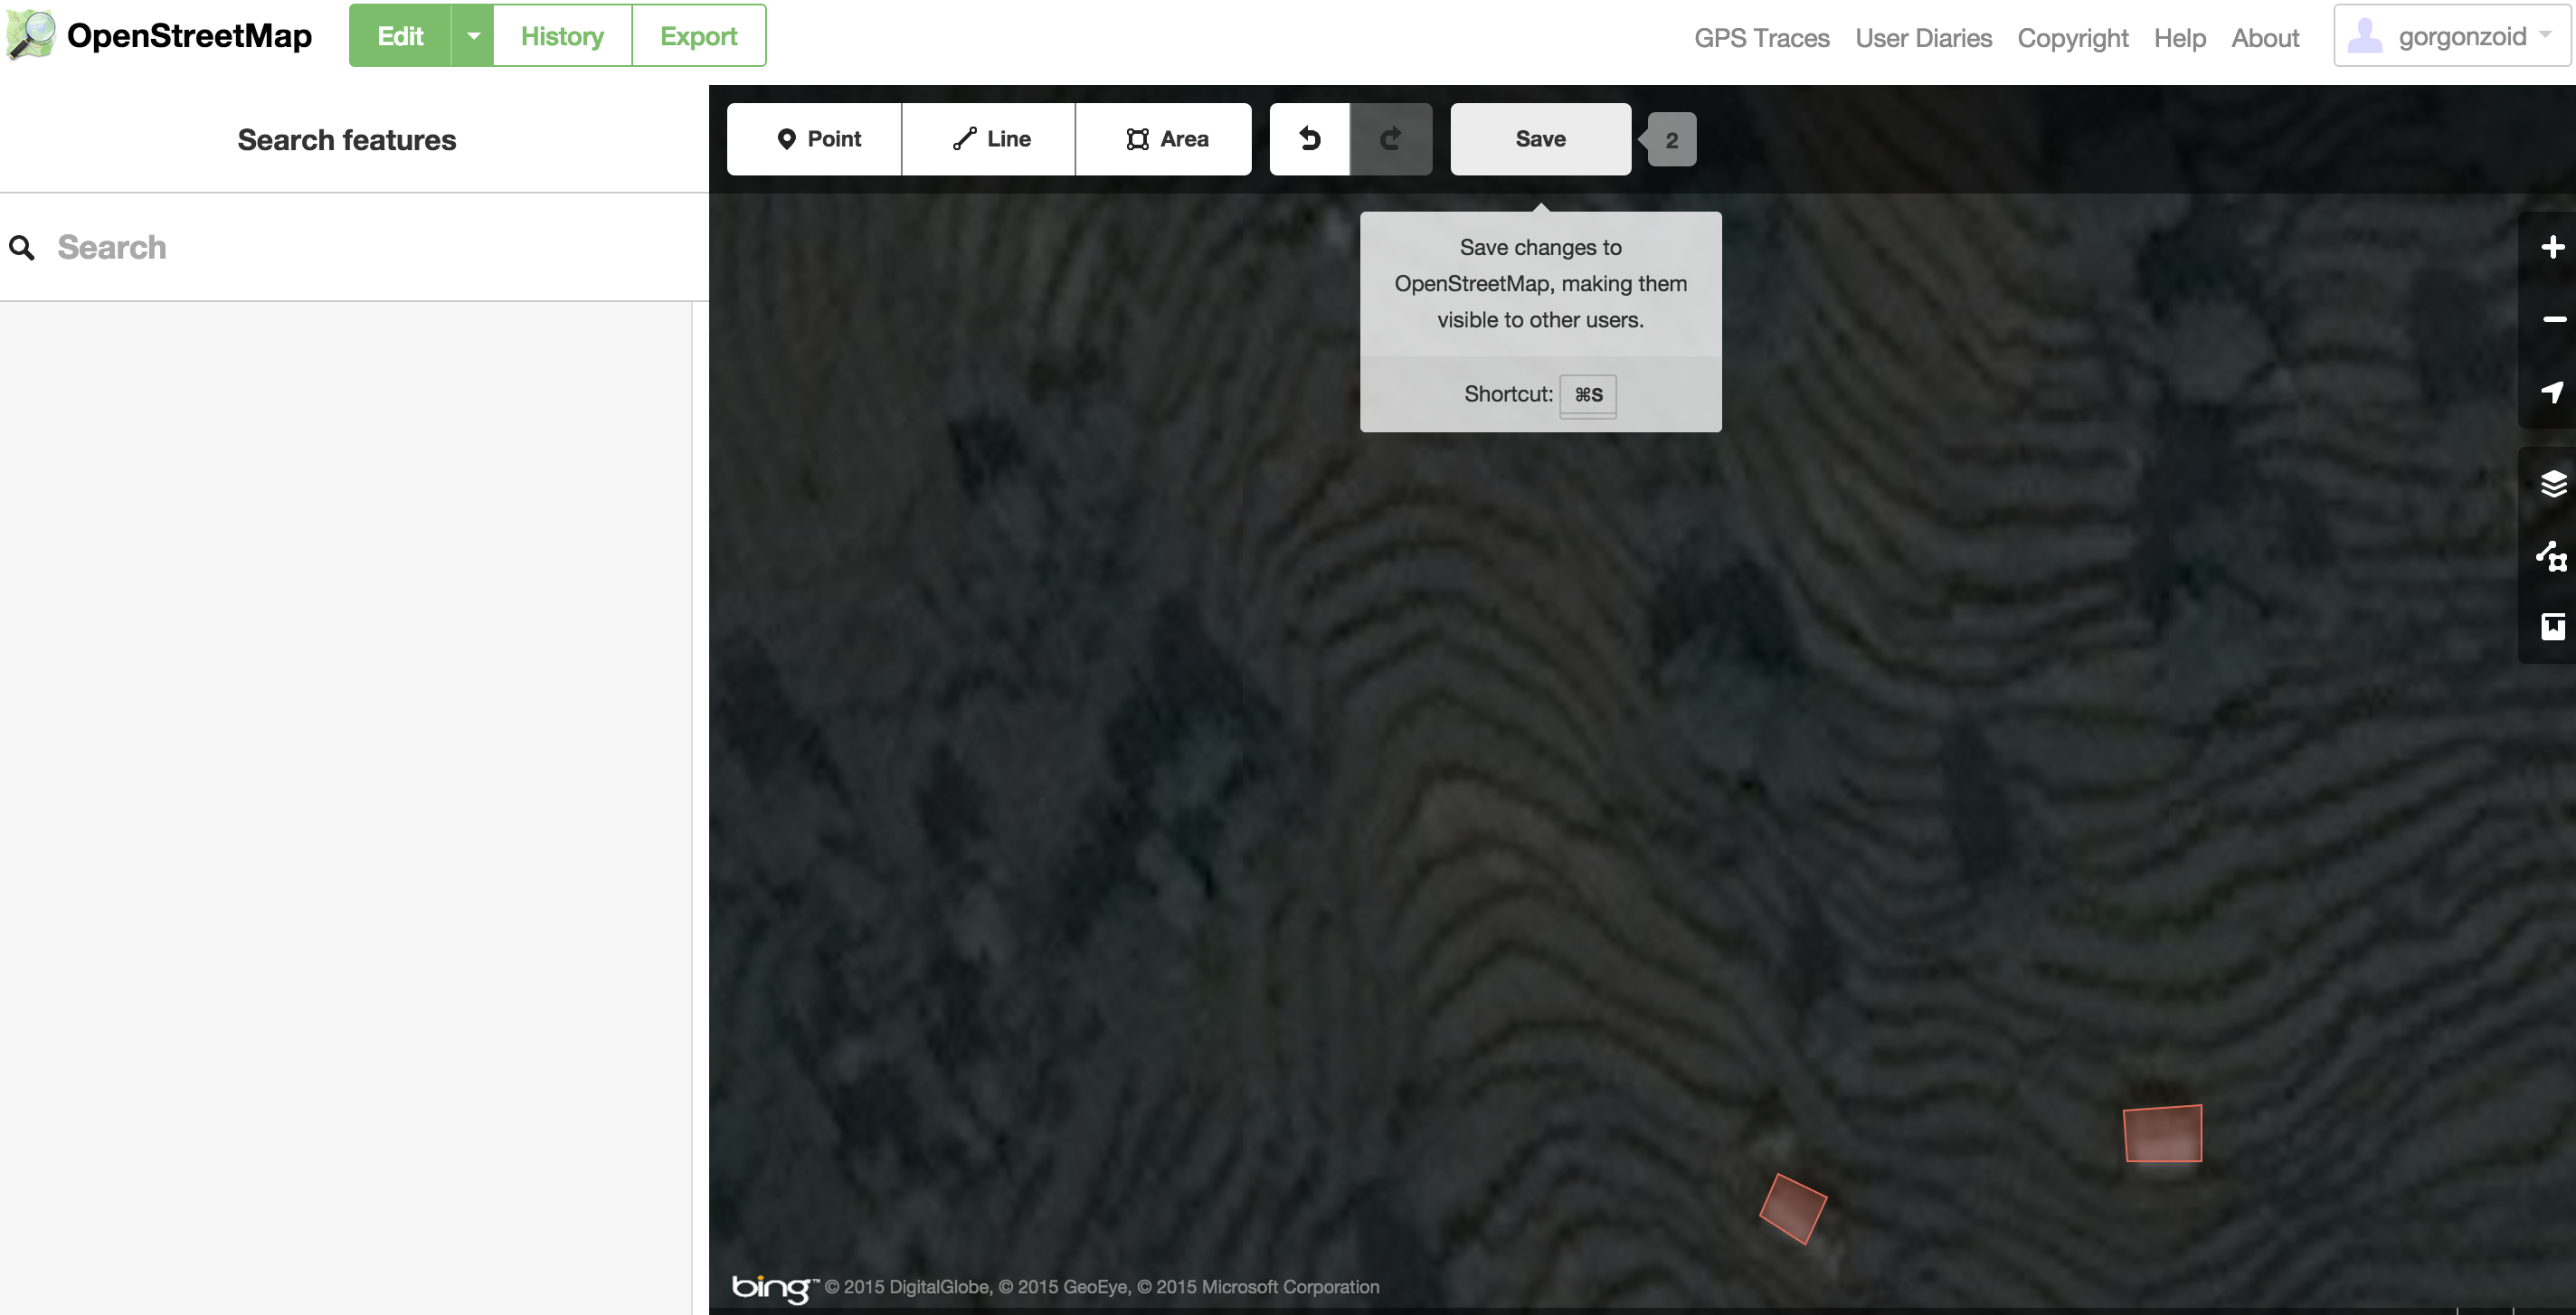 OpenStreetMap
Edit
History
Export
GPS Traces
User Diaries
Copyright
Help
About
gorgonzoid
Search features
Point
Line
Area
Save
2
Search
Save changes to
OpenStreetMap, making them
visible to other users.
Shortcut: ⌘S
bing™ © 2015 DigitalGlobe, © 2015 GeoEye, © 2015 Microsoft Corporation